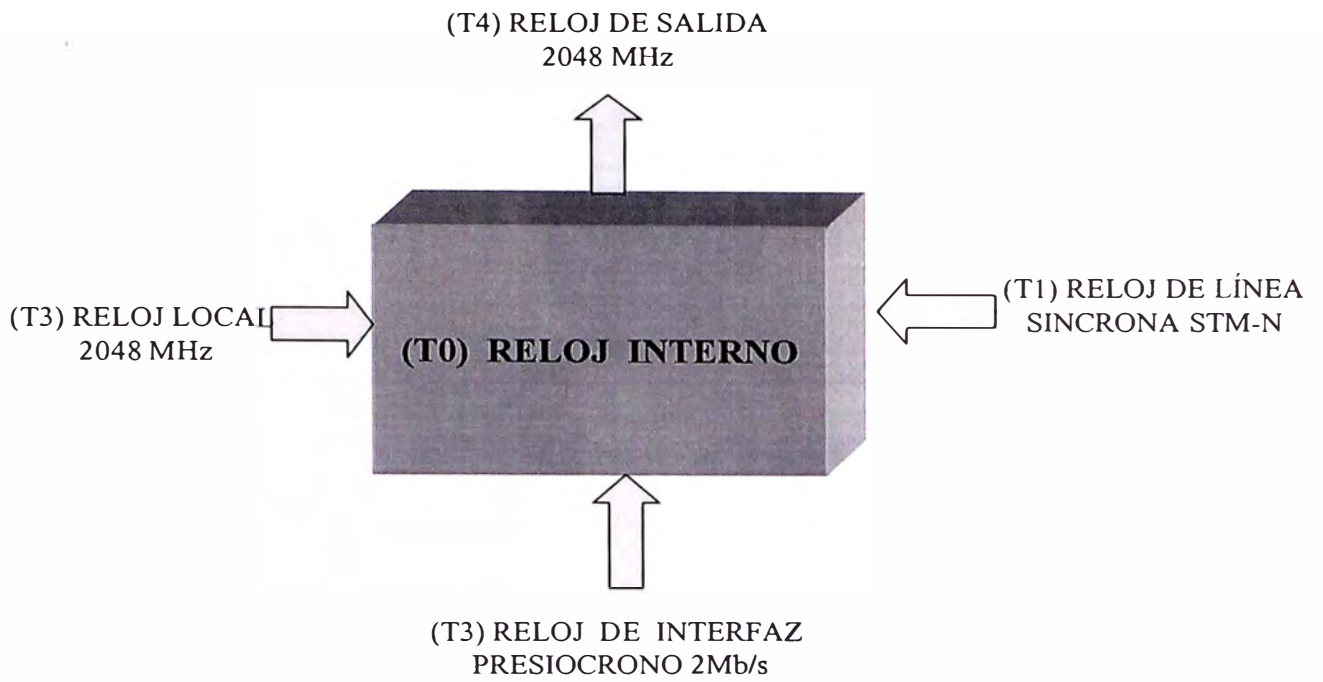 (T4) RELOJ DE SALIDA
2048 MHz
(T3) RELOJ LOCAL
2048 MHz
(T0) RELOJ INTERNO
(T1) RELOJ DE LÍNEA
SINCRONA STM-N
(T3) RELOJ DE INTERFAZ
PRESIOCRONO 2Mb/s